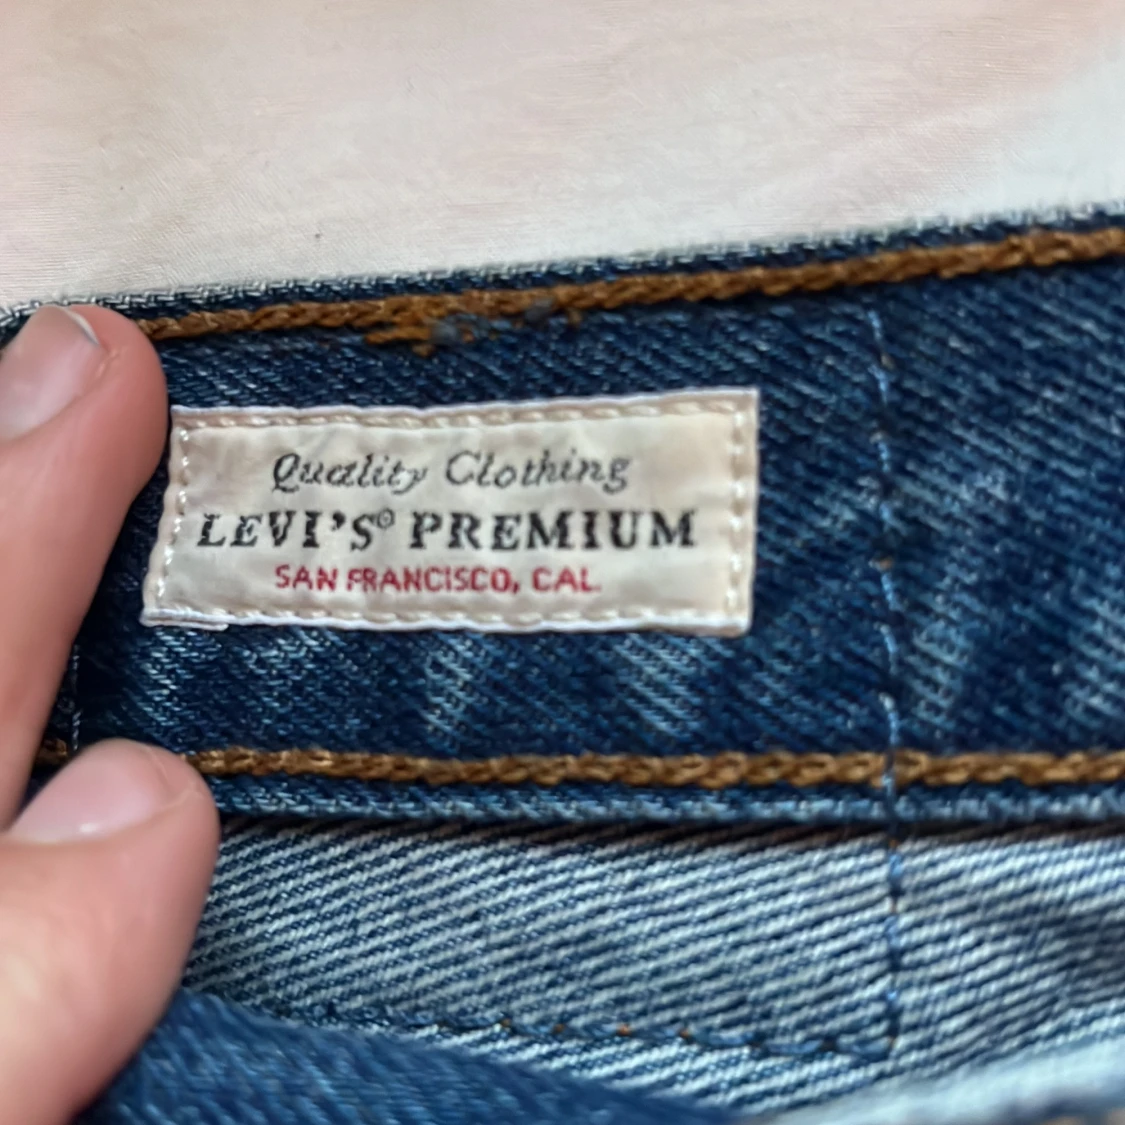 Quality Clothing
LEVI'S® PREMIUM
SAN FRANCISCO, CAL.